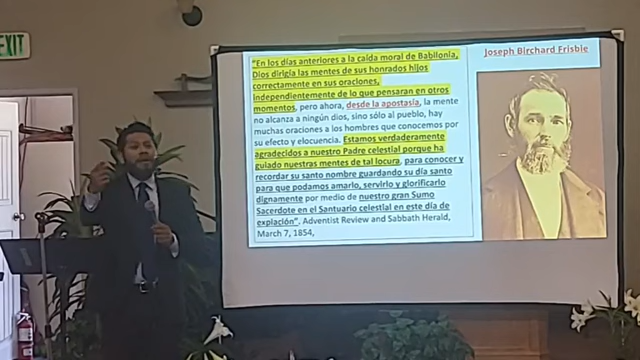 EXIT
"En los días anteriores a la caída moral de Babilonia,
Dios dirigía las mentes de sus honrados hijos
correctamente en sus oraciones,
independientemente de lo que pensaran en otros
momentos, pero ahora, desde la apostasía, la mente
no alcanza a ningún dios, sino sólo al pueblo, hay
muchas oraciones a los hombres que conocemos por
su efecto y elocuencia. Estamos verdaderamente
agradecidos a nuestro Padre celestial porque ha
guiado nuestras mentes de tal locura, para conocer y
recordar su santo nombre guardando su día santo
para que podamos amarlo, servirlo y glorificarlo
dignamente por medio de nuestro gran Sumo
Sacerdote en el Santuario celestial en este día de
expiación", Adventist Review and Sabbath Herald,
March 7, 1854,
Joseph Birchard Frisbie